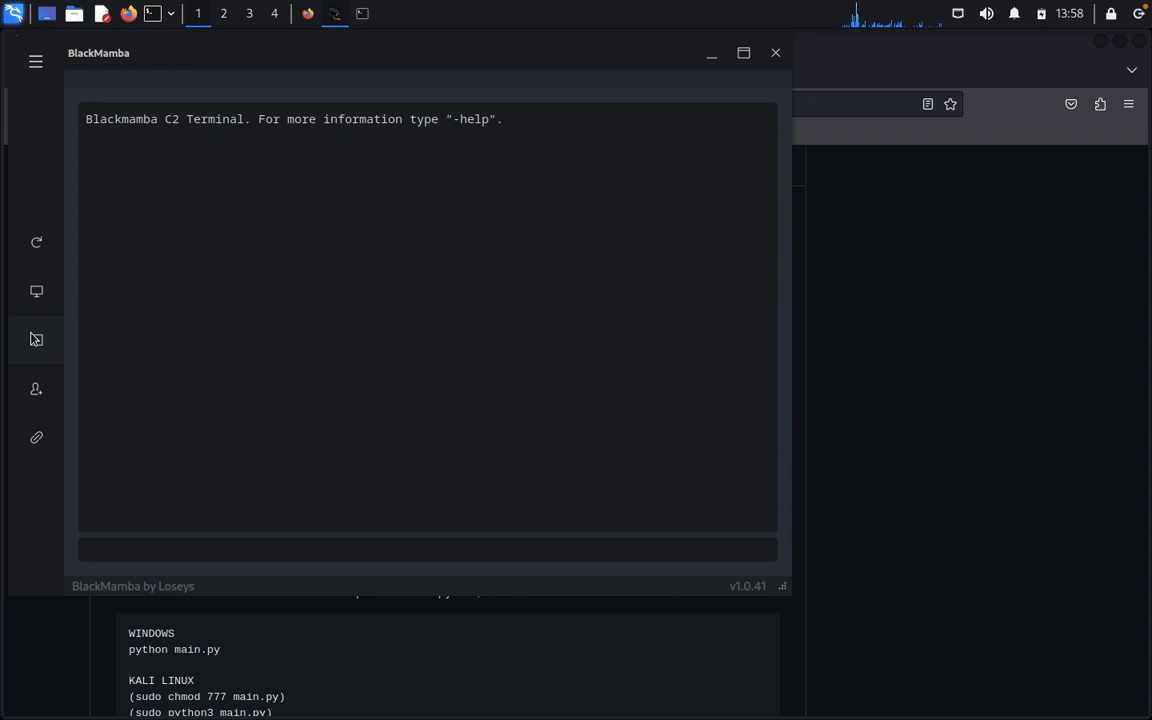 1 2 3 4 13:58
BlackMamba
Blackmamba C2 Terminal. For more information type "-help".
BlackMamba by Loseys v1.0.41
WINDOWS
python main.py
KALI LINUX
(sudo chmod 777 main.py)
(sudo python3 main.py)